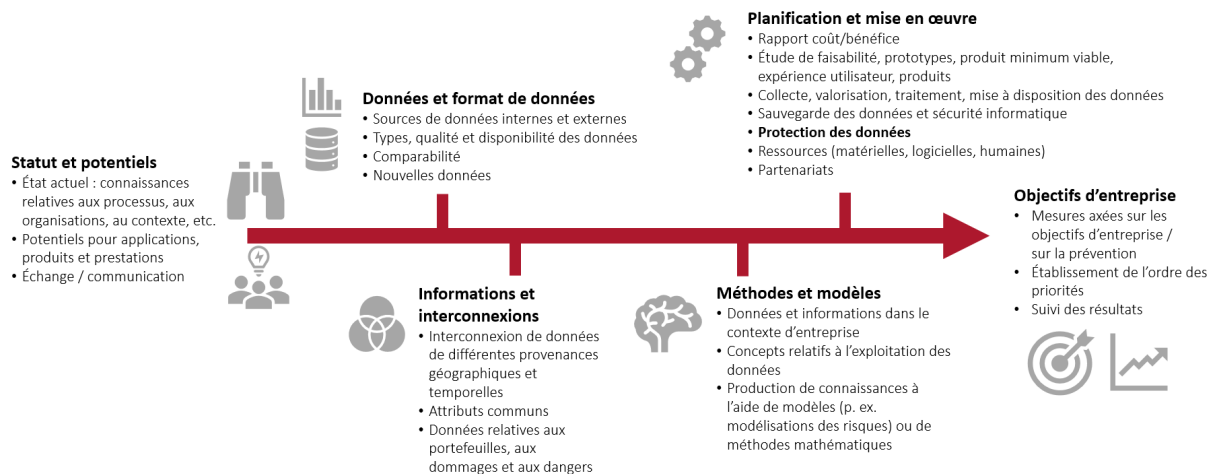 Statut et potentiels
• État actuel : connaissances
relatives aux processus, aux
organisations, au contexte, etc.
• Potentiels pour applications,
produits et prestations
• Échange / communication
Données et format de données
• Sources de données internes et externes
• Types, qualité et disponibilité des données
• Comparabilité
• Nouvelles données
Informations et
interconnexions
• Interconnexion de données
de différentes provenances
géographiques et
temporelles
• Attributs communs
• Données relatives aux
portefeuilles, aux
dommages et aux dangers
Méthodes et modèles
• Données et informations dans le
contexte d’entreprise
• Concepts relatifs à l’exploitation des
données
• Production de connaissances à
l’aide de modèles (p. ex.
modélisations des risques) ou de
méthodes mathématiques
Planification et mise en œuvre
• Rapport coût/bénéfice
• Étude de faisabilité, prototypes, produit minimum viable,
expérience utilisateur, produits
• Collecte, valorisation, traitement, mise à disposition des données
• Sauvegarde des données et sécurité informatique
• Protection des données
• Ressources (matérielles, logicielles, humaines)
• Partenariats
Objectifs d’entreprise
• Mesures axées sur les
objectifs d’entreprise /
sur la prévention
• Établissement de l’ordre des
priorités
• Suivi des résultats